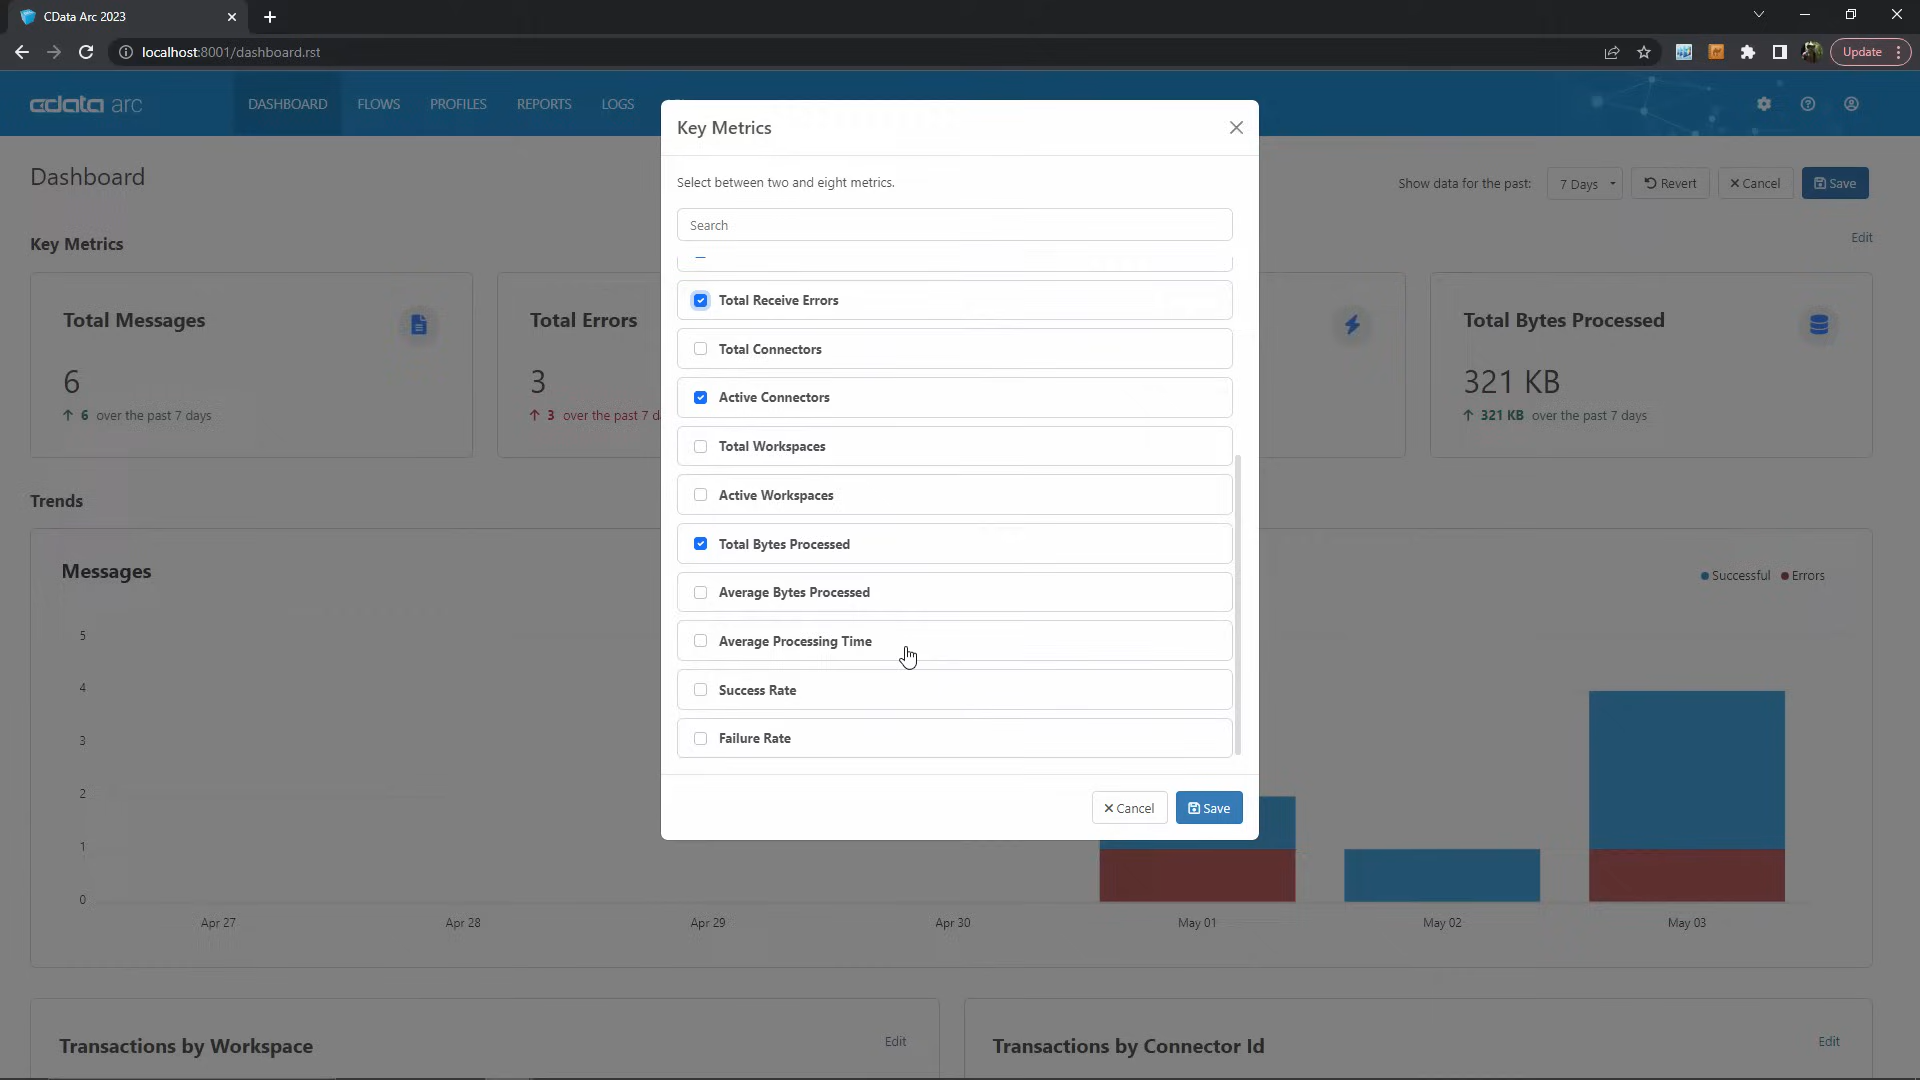 CData Arc 2023
localhost:8001/dashboard.rst
Update
cdata arc
DASHBOARD
FLOWS
PROFILES
REPORTS
LOGS
Dashboard
Show data for the past:
7 Days
Revert
Cancel
Save
Key Metrics
Edit
Total Messages
6
6 over the past 7 days
Total Errors
3
3 over the past 7 d
Total Bytes Processed
321 KB
321 KB over the past 7 days
Key Metrics
Select between two and eight metrics.
Search
Total Receive Errors
Total Connectors
Active Connectors
Total Workspaces
Active Workspaces
Total Bytes Processed
Average Bytes Processed
Average Processing Time
Success Rate
Failure Rate
Cancel
Save
Trends
Messages
Successful
Errors
5
4
3
2
1
0
Apr 27
Apr 28
Apr 29
Apr 30
May 01
May 02
May 03
Transactions by Workspace
Edit
Transactions by Connector Id
Edit